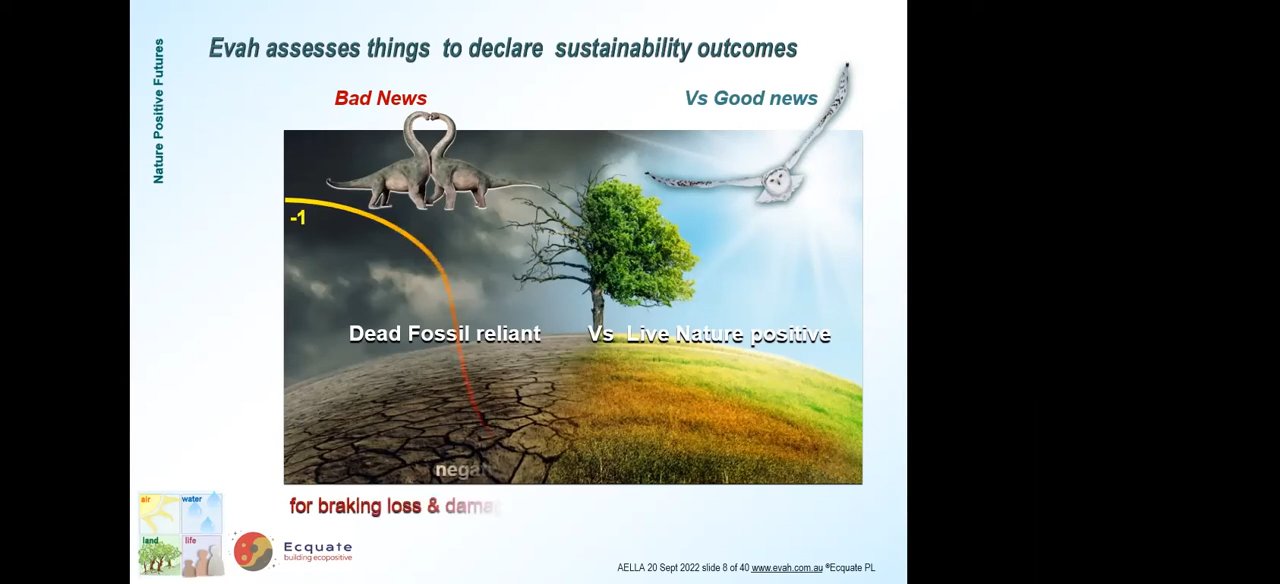 Evah assesses things to declare sustainability outcomes
Nature Positive Futures
Bad News
Vs Good news
-1
Dead Fossil reliant Vs Live Nature positive
for braking loss &
air
water
land
life
Ecquate
building ecopositive
AELLA 20 Sept 2022 slide 8 of 40 www.evah.com.au ®Ecquate PL